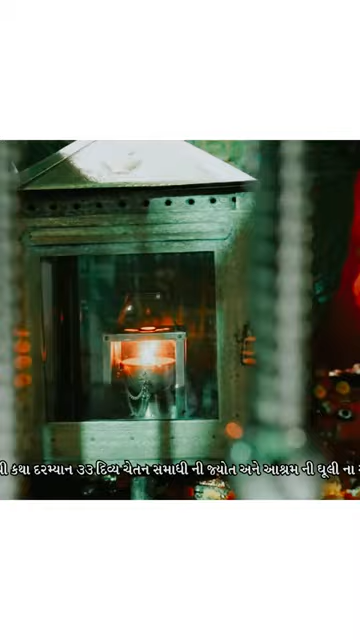 કથા દરમ્યાન ૩૩ દિવ્ય ચેતન સમાધી ની જ્યોત અને આશ્રમ ની ધૂલી ના